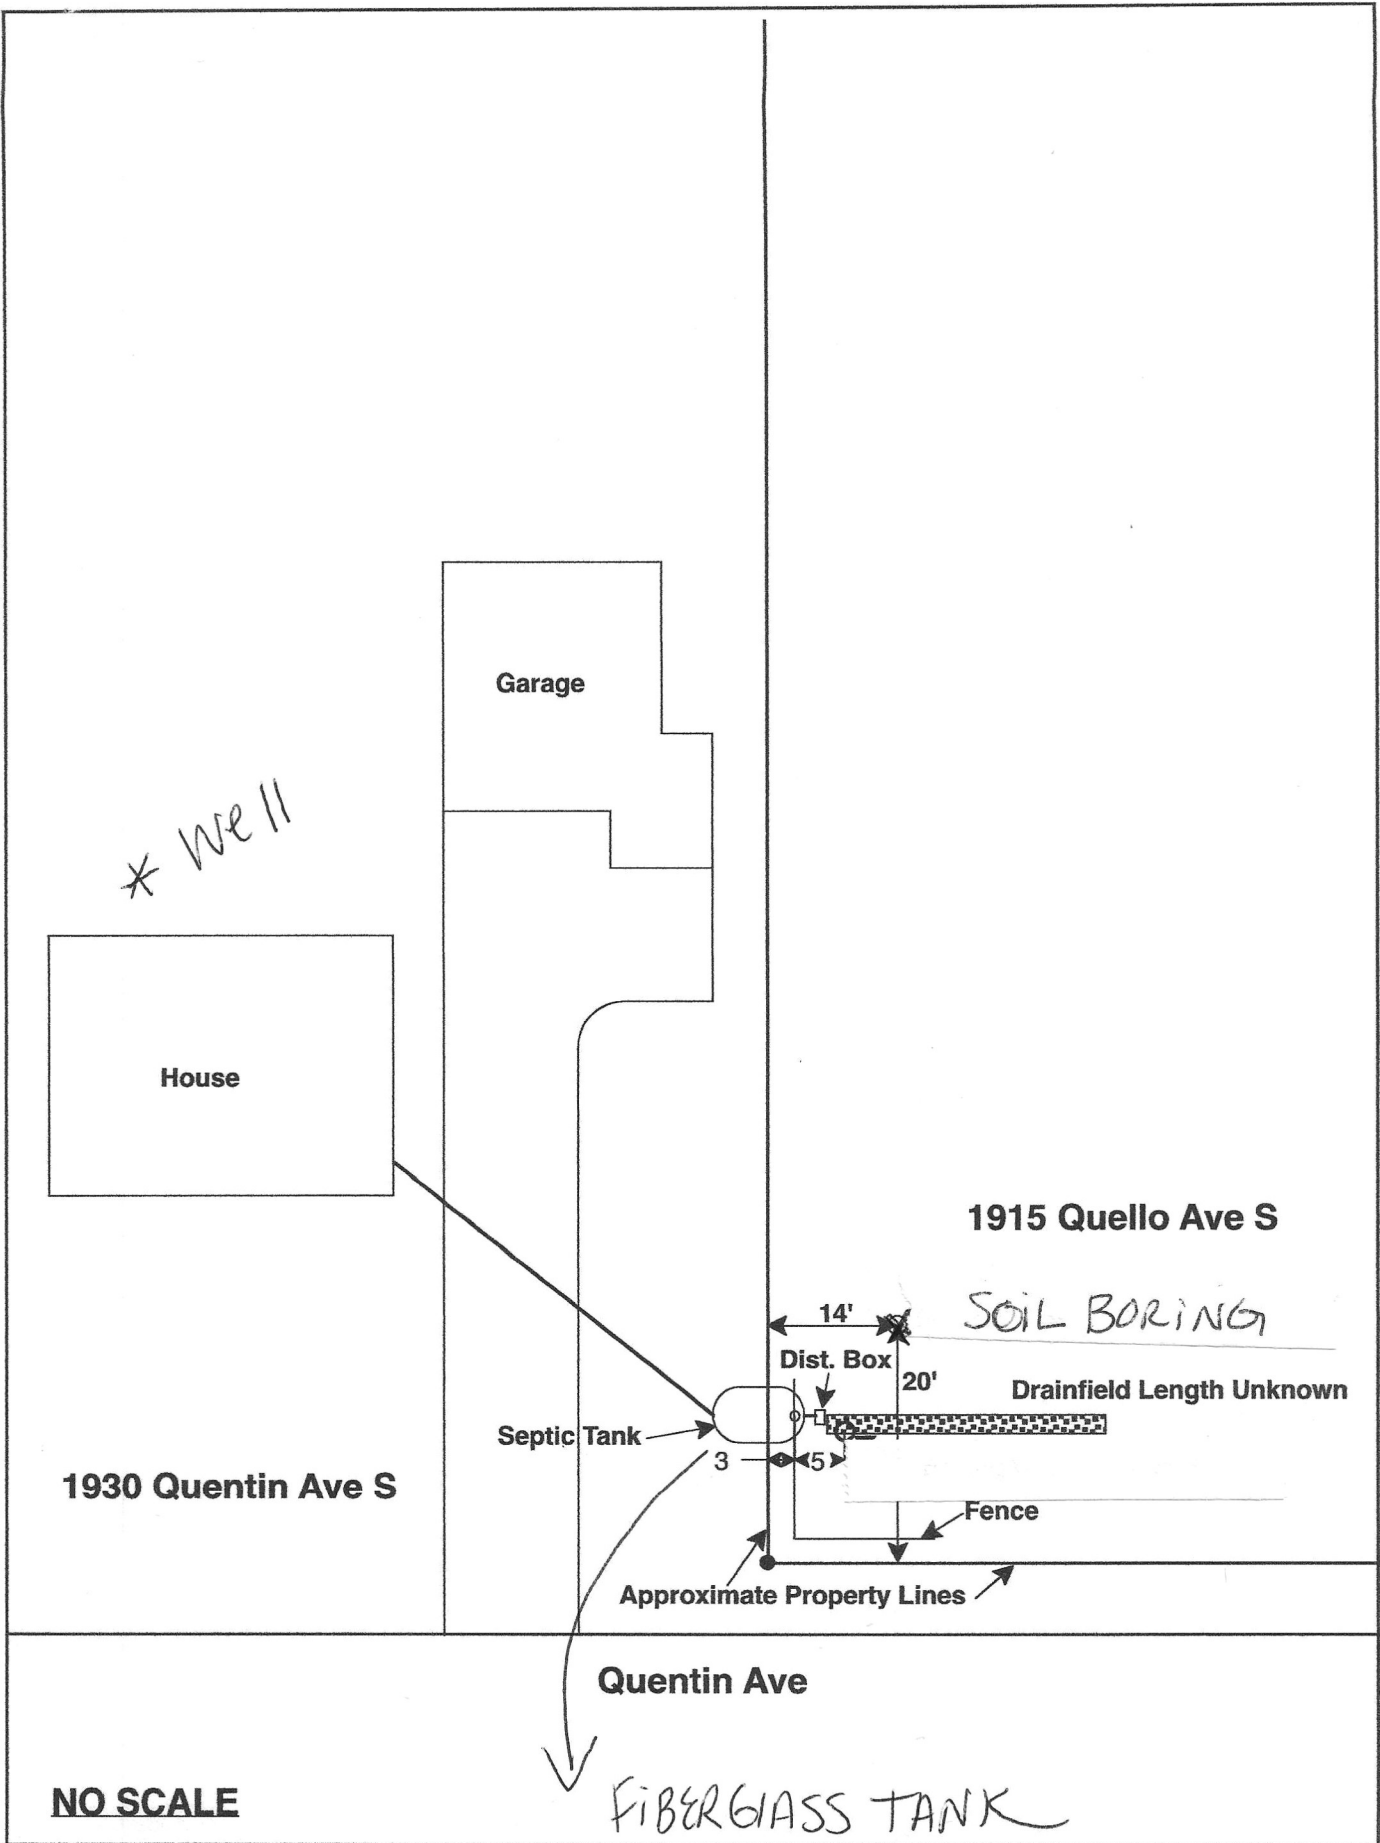 Garage
* Well
House
1915 Quello Ave S
14'
SOIL BORING
Dist. Box
20'
Drainfield Length Unknown
Septic Tank
3
5
1930 Quentin Ave S
Fence
Approximate Property Lines
Quentin Ave
NO SCALE
FIBERGLASS TANK